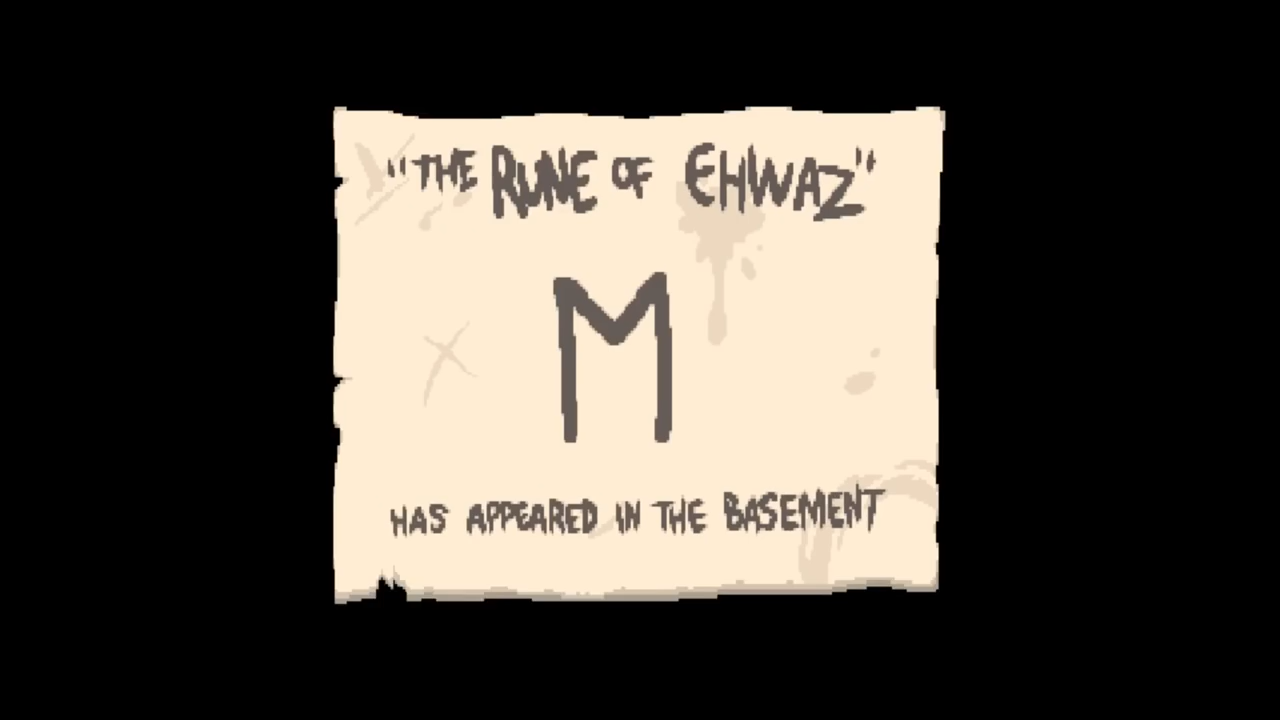 "THE RUNE OF EHWAZ"
ᛖ
HAS APPEARED IN THE BASEMENT